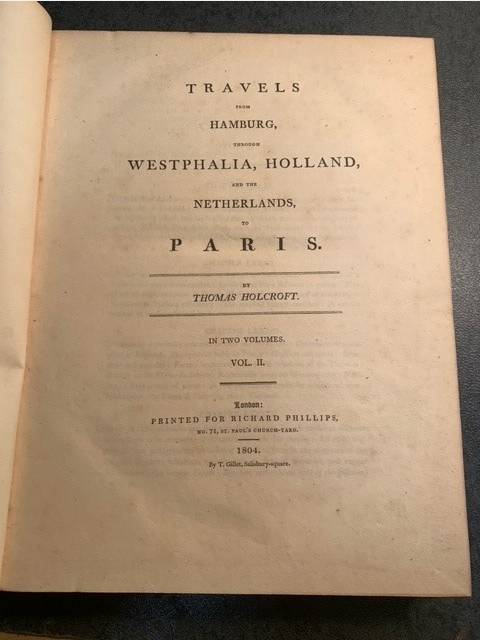 TRAVELS
FROM
HAMBURG,
THROUGH
WESTPHALIA, HOLLAND,
AND THE
NETHERLANDS,
TO
PARIS.
BY
THOMAS HOLCROFT.
IN TWO VOLUMES.
VOL. II.
London:
PRINTED FOR RICHARD PHILLIPS,
NO. 71, ST. PAUL'S CHURCH-YARD.
1804.
By T. Gillet, Salisbury-square.